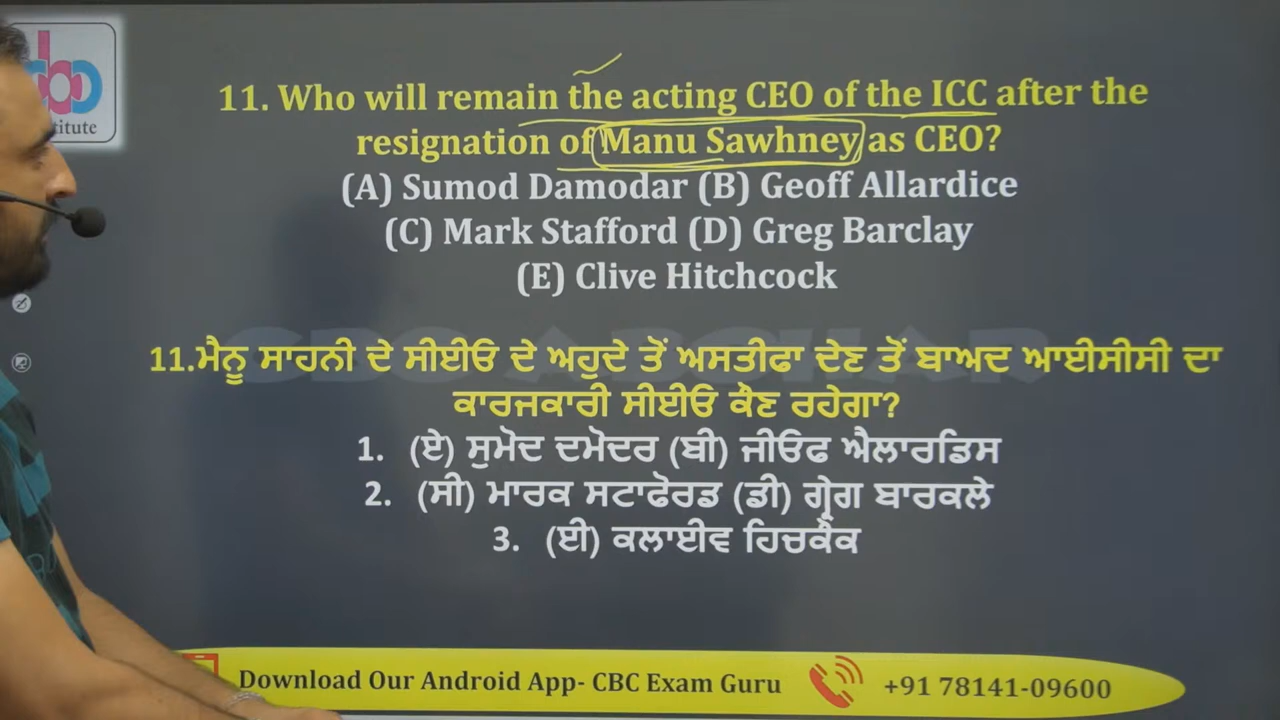 itute
11. Who will remain the acting CEO of the ICC after the
resignation of Manu Sawhney as CEO?
(A) Sumod Damodar (B) Geoff Allardice
(C) Mark Stafford (D) Greg Barclay
(E) Clive Hitchcock
11.ਮੈਨੂ ਸਾਹਨੀ ਦੇ ਸੀਈਓ ਦੇ ਅਹੁਦੇ ਤੋਂ ਅਸਤੀਫਾ ਦੇਣ ਤੋਂ ਬਾਅਦ ਆਈਸੀਸੀ ਦਾ
ਕਾਰਜਕਾਰੀ ਸੀਈਓ ਕੌਣ ਰਹੇਗਾ?
1. (ਏ) ਸੁਮੋਦ ਦਮੋਦਰ (ਬੀ) ਜੀਓਫ ਐਲਾਰਡਿਸ
2. (ਸੀ) ਮਾਰਕ ਸਟਾਫੋਰਡ (ਡੀ) ਗ੍ਰੇਗ ਬਾਰਕਲੇ
3. (ਈ) ਕਲਾਈਵ ਹਿਚਕੌਕ
Download Our Android App- CBC Exam Guru
+91 78141-09600